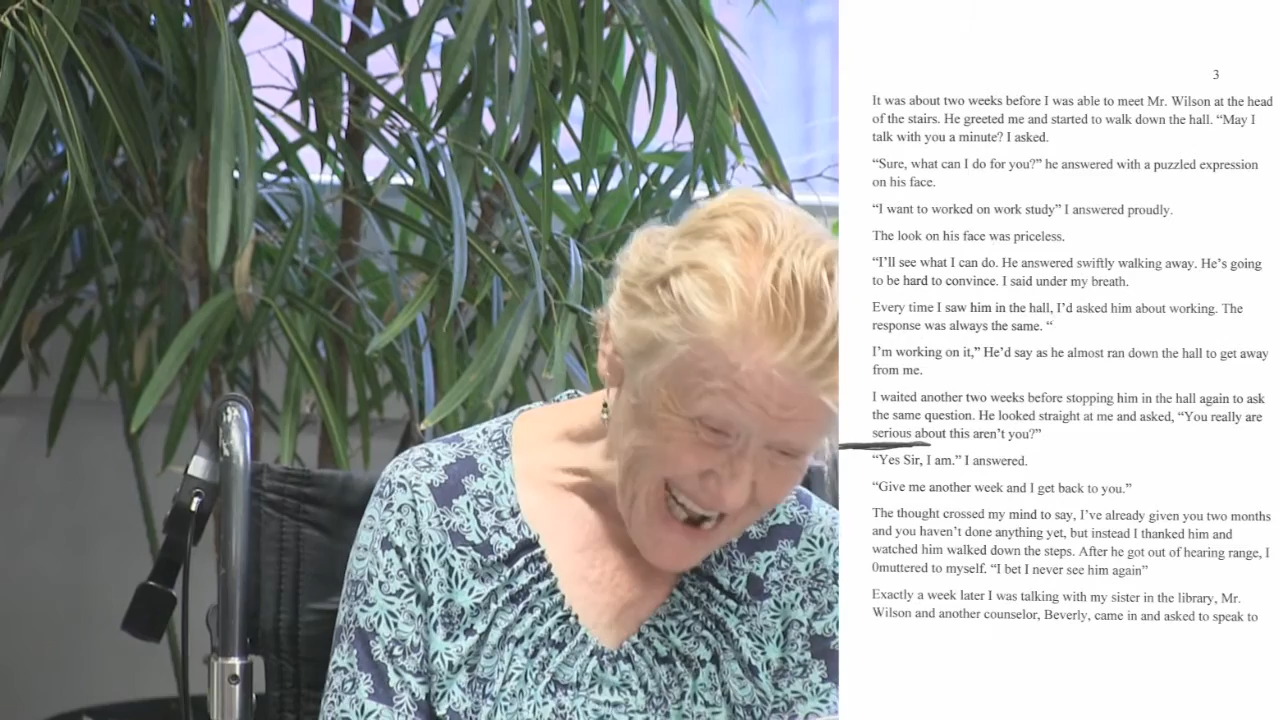 3
It was about two weeks before I was able to meet Mr. Wilson at the head
of the stairs. He greeted me and started to walk down the hall. “May I
talk with you a minute? I asked.
“Sure, what can I do for you?” he answered with a puzzled expression
on his face.
“I want to worked on work study” I answered proudly.
The look on his face was priceless.
“I’ll see what I can do. He answered swiftly walking away. He’s going
to be hard to convince. I said under my breath.
Every time I saw him in the hall, I’d asked him about working. The
response was always the same. “
I’m working on it,” He’d say as he almost ran down the hall to get away
from me.
I waited another two weeks before stopping him in the hall again to ask
the same question. He looked straight at me and asked, “You really are
serious about this aren’t you?”
“Yes Sir, I am.” I answered.
“Give me another week and I get back to you.”
The thought crossed my mind to say, I’ve already given you two months
and you haven’t done anything yet, but instead I thanked him and
watched him walked down the steps. After he got out of hearing range, I
0muttered to myself. “I bet I never see him again”
Exactly a week later I was talking with my sister in the library, Mr.
Wilson and another counselor, Beverly, came in and asked to speak to